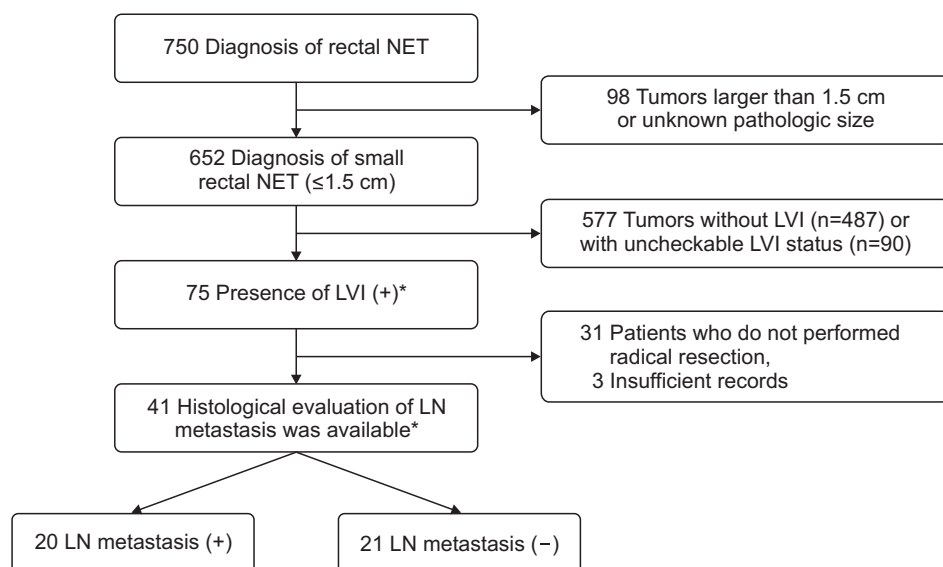 750 Diagnosis of rectal NET
98 Tumors larger than 1.5 cm
or unknown pathologic size
652 Diagnosis of small
rectal NET (≤1.5 cm)
577 Tumors without LVI (n=487) or
with uncheckable LVI status (n=90)
75 Presence of LVI (+)*
31 Patients who do not performed
radical resection,
3 Insufficient records
41 Histological evaluation of LN
metastasis was available*
20 LN metastasis (+)
21 LN metastasis (−)